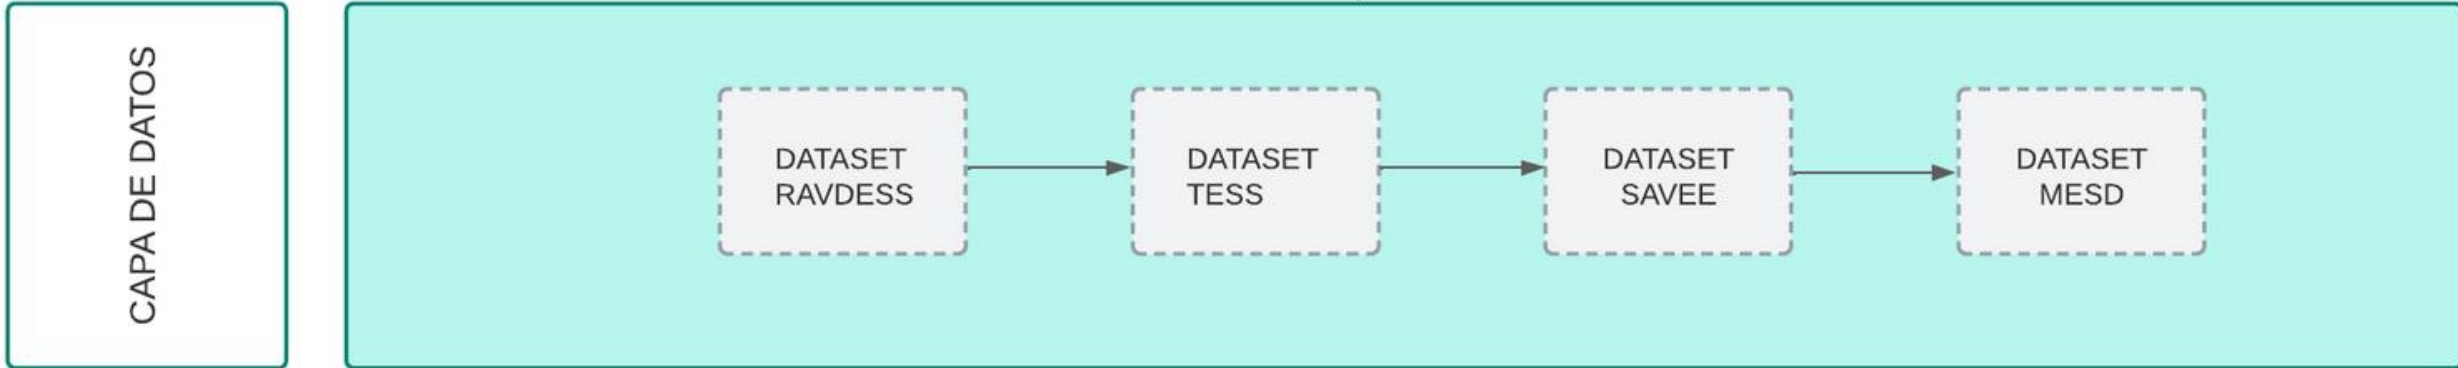 CAPA DE DATOS
DATASET
RAVDESS
DATASET
TESS
DATASET
SAVEE
DATASET
MESD